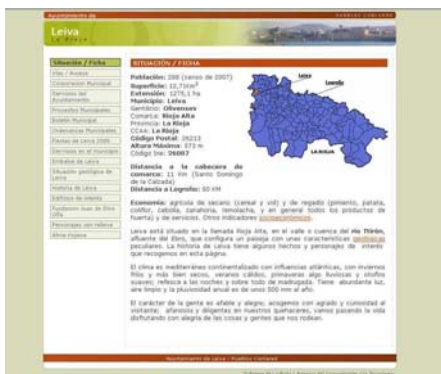 Ayuntamiento de
Leiva
La Rioja
PUEBLOS CONTARED
Situación / Ficha
Vías / Acceso
Corporación Municipal
Servicios del
Ayuntamiento
Proyectos Municipales
Boletín Municipal
Ordenanzas Municipales
Fiestas de Leiva 2008
Servicios en el municipio
Embalse de Leiva
Situación geológica de
Leiva
Historia de Leiva
Edificios de interés
Fundación Juan de Dios
Personajes con relieve
SITUACIÓN / FICHA
Población: 288 (censo de 2007)
Superficie: 12,71Km²
Extensión: 1275,1 ha
Municipio: Leiva
Gentilicio: Olivenses
Comarca: Rioja Alta
Provincia: La Rioja
CCAA: La Rioja
Código Postal: 26213
Altura Máxima: 573 m
Código Ine: 26087
Leiva
Logroño
LA RIOJA
Distancia a la cabecera de
comarca: 11 Km (Santo Domingo
de la Calzada)
Distancia a Logroño: 60 KM
Economía: agrícola de secano (cereal y vid) y de regadío (pimiento, patata,
coliflor, cebolla, zanahoria, remolacha, y en general todos los productos de
huerta) y de servicios. Otros indicadores socioeconómicos.
Leiva está situado en la llamada Rioja Alta, en el valle o cuenca del río Tirón,
afluente del Ebro, que configura un paisaje con unas características geológicas
peculiares. La historia de Leiva tiene algunos hechos y personajes de interés
que recogemos en esta página.
El clima es mediterráneo continentalizado con influencias atlánticas, con inviernos
fríos y más bien secos, veranos cálidos, primaveras algo lluviosas y otoños
suaves; refresca a las noches y sobre todo de madrugada. Tiene abundante luz,
aire limpio y la pluviosidad anual es de unos 500 mm al año.
El carácter de la gente es afable y alegre; acogemos con agrado y curiosidad al
visitante; afanosos y diligentes en nuestros quehaceres, vamos pasando la vida
disfrutando con alegría de las cosas y gentes que nos rodean.
Ayuntamiento de Leiva - Pueblos Contared